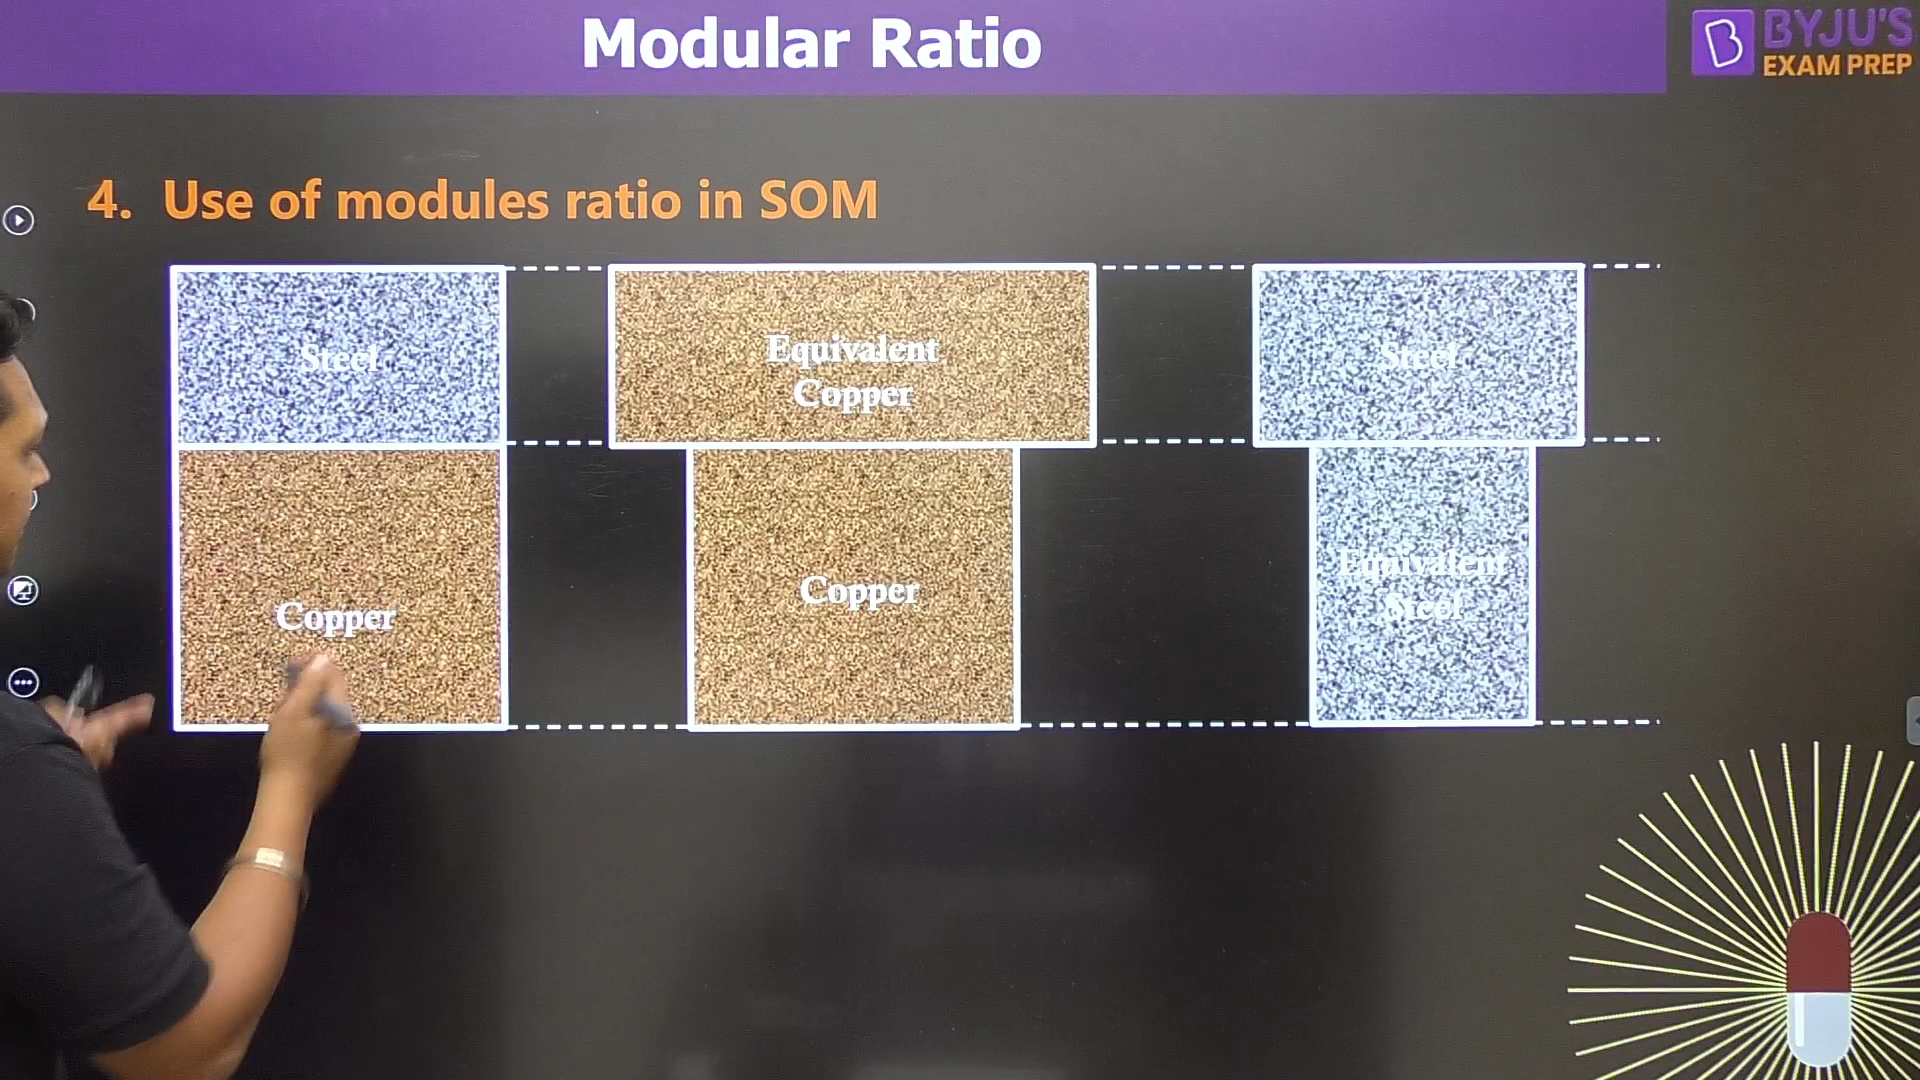 Modular Ratio
BYJU'S
EXAM PREP
4. Use of modules ratio in SOM
Steel
Equivalent
Copper
Steel
Copper
Copper
Equivalent
Steel